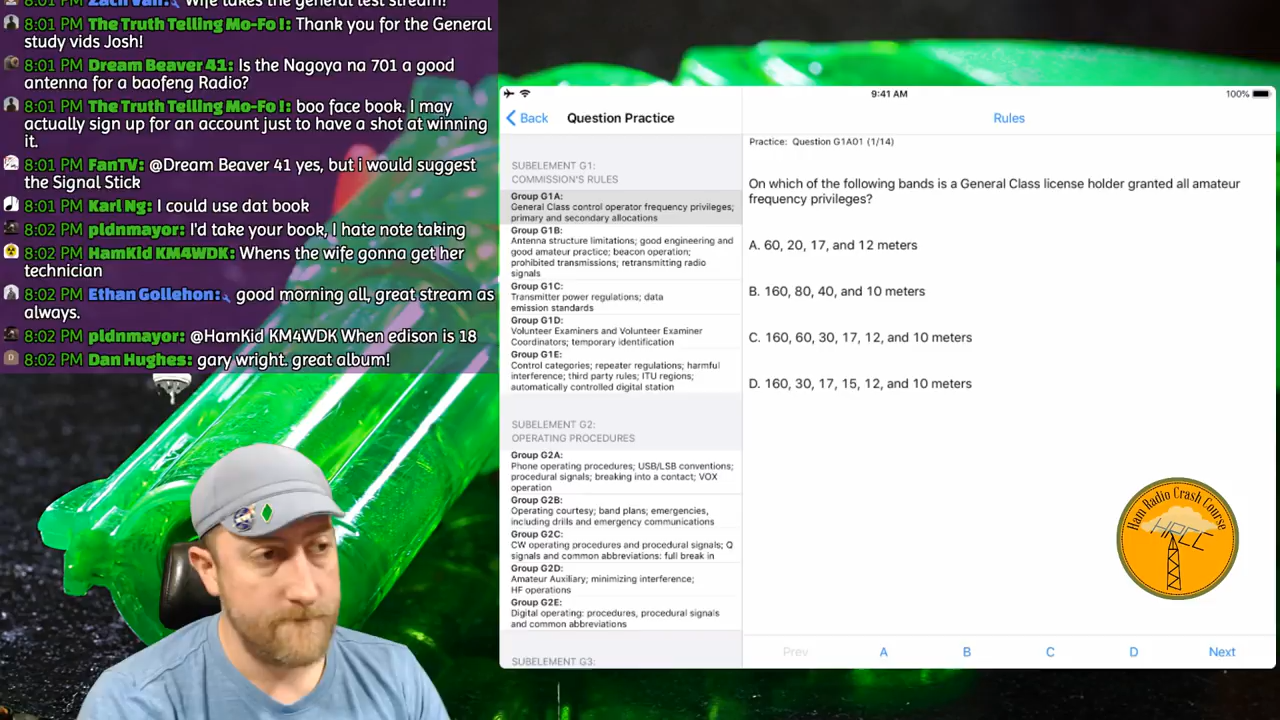 8:01 PM Zach Vall: Wife takes the general test stream!
8:01 PM The Truth Telling Mo-Fo !: Thank you for the General
study vids Josh!
8:01 PM Dream Beaver 41: Is the Nagoya na 701 a good
antenna for a baofeng Radio?
8:01 PM The Truth Telling Mo-Fo !: boo face book. I may
actually sign up for an account just to have a shot at winning
it.
8:01 PM FanTV: @Dream Beaver 41 yes, but i would suggest
the Signal Stick
8:01 PM Karl Ng: I could use dat book
8:02 PM pldnmayor: I'd take your book, I hate note taking
8:02 PM HamKid KM4WDK: Whens the wife gonna get her
technician
8:02 PM Ethan Gollehon: good morning all, great stream as
always.
8:02 PM pldnmayor: @HamKid KM4WDK When edison is 18
8:02 PM Dan Hughes: gary wright. great album!
9:41 AM
100%
Back
Question Practice
Rules
SUBELEMENT G1:
COMMISSION'S RULES
Group G1A:
General Class control operator frequency privileges;
primary and secondary allocations
Group G1B:
Antenna structure limitations; good engineering and
good amateur practice; beacon operation;
prohibited transmissions; retransmitting radio
signals
Group G1C:
Transmitter power regulations; data
emission standards
Group G1D:
Volunteer Examiners and Volunteer Examiner
Coordinators; temporary identification
Group G1E:
Control categories; repeater regulations; harmful
interference; third party rules; ITU regions;
automatically controlled digital station
SUBELEMENT G2:
OPERATING PROCEDURES
Group G2A:
Phone operating procedures; USB/LSB conventions;
procedural signals; breaking into a contact; VOX
operation
Group G2B:
Operating courtesy; band plans; emergencies,
including drills and emergency communications
Group G2C:
CW operating procedures and procedural signals; Q
signals and common abbreviations: full break in
Group G2D:
Amateur Auxiliary; minimizing interference;
HF operations
Group G2E:
Digital operating: procedures, procedural signals
and common abbreviations
SUBELEMENT G3:
Practice: Question G1A01 (1/14)
On which of the following bands is a General Class license holder granted all amateur
frequency privileges?
A. 60, 20, 17, and 12 meters
B. 160, 80, 40, and 10 meters
C. 160, 60, 30, 17, 12, and 10 meters
D. 160, 30, 17, 15, 12, and 10 meters
Ham Radio Crash Course
HRCC
Prev
A
B
C
D
Next